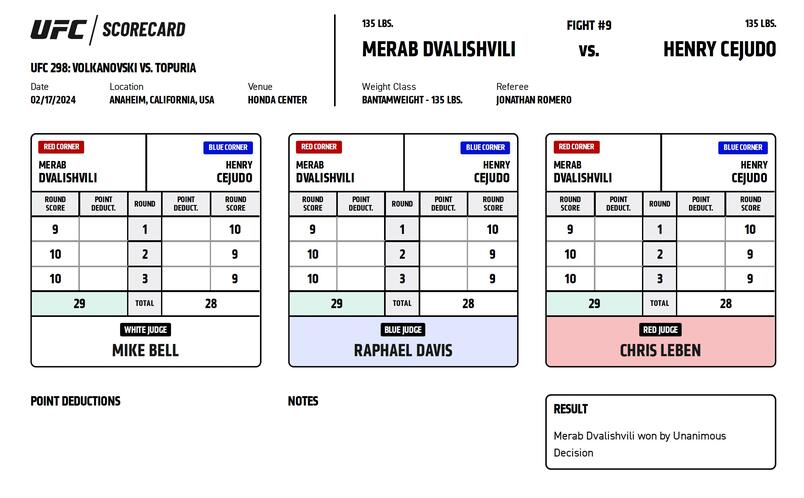 UFC / SCORECARD
UFC 298: VOLKANOVSKI VS. TOPURIA
Date Location Venue
02/17/2024 ANAHEIM, CALIFORNIA, USA HONDA CENTER
135 LBS. FIGHT #9 135 LBS.
MERAB DVALISHVILI VS. HENRY CEJUDO
Weight Class Referee
BANTAMWEIGHT - 135 LBS. JONATHAN ROMERO
RED CORNER BLUE CORNER
MERAB HENRY
DVALISHVILI CEJUDO
ROUND SCORE POINT DEDUCT. ROUND POINT DEDUCT. ROUND SCORE
9 1 10
10 2 9
10 3 9
29 TOTAL 28
WHITE JUDGE
MIKE BELL
RED CORNER BLUE CORNER
MERAB HENRY
DVALISHVILI CEJUDO
ROUND SCORE POINT DEDUCT. ROUND POINT DEDUCT. ROUND SCORE
9 1 10
10 2 9
10 3 9
29 TOTAL 28
BLUE JUDGE
RAPHAEL DAVIS
RED CORNER BLUE CORNER
MERAB HENRY
DVALISHVILI CEJUDO
ROUND SCORE POINT DEDUCT. ROUND POINT DEDUCT. ROUND SCORE
9 1 10
10 2 9
10 3 9
29 TOTAL 28
RED JUDGE
CHRIS LEBEN
POINT DEDUCTIONS
NOTES
RESULT
Merab Dvalishvili won by Unanimous
Decision